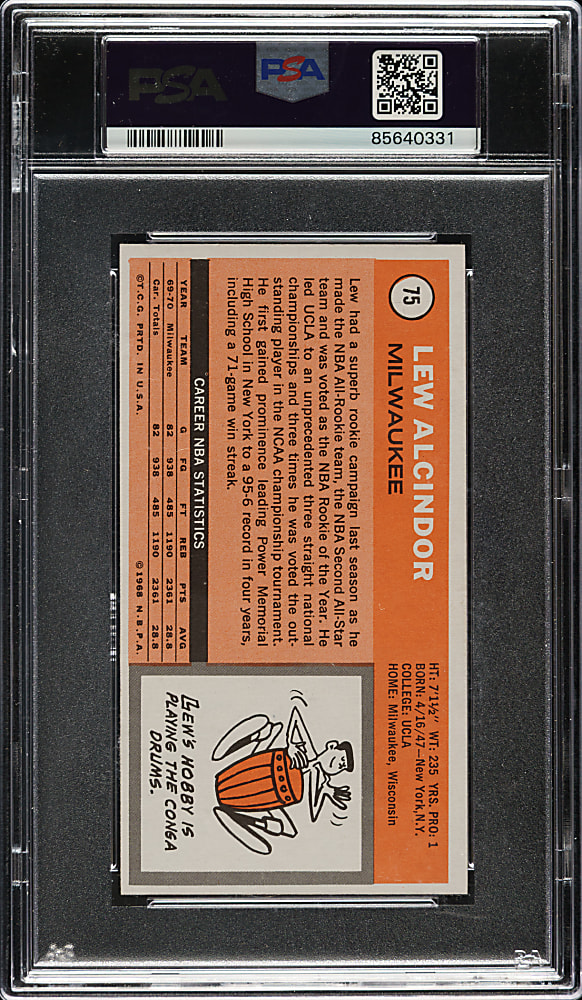 PSA
PSA
85640331
75
LEW ALCINDOR
MILWAUKEE
HT: 7'1½" WT: 235 YRS. PRO: 1
BORN: 4/16/47—New York, N.Y.
COLLEGE: UCLA
HOME: Milwaukee, Wisconsin
Lew had a superb rookie campaign last season as he
made the NBA All-Rookie team, the NBA Second All-Star
team and was voted as the NBA Rookie of the Year. He
led UCLA to an unprecedented three straight national
championships and three times he was voted the out-
standing player in the NCAA championship tournament.
He first gained prominence leading Power Memorial
High School in New York to a 95-6 record in four years,
including a 71-game win streak.
CAREER NBA STATISTICS
YEAR TEAM G FG FT REB PTS AVG
69-70 Milwaukee 82 938 485 1190 2361 28.8
Car. Totals 82 938 485 1190 2361 28.8
©T.C.G. PRTD. IN U.S.A. ©1968 N.B.P.A.
LEW'S HOBBY IS
PLAYING THE CONGA
DRUMS.